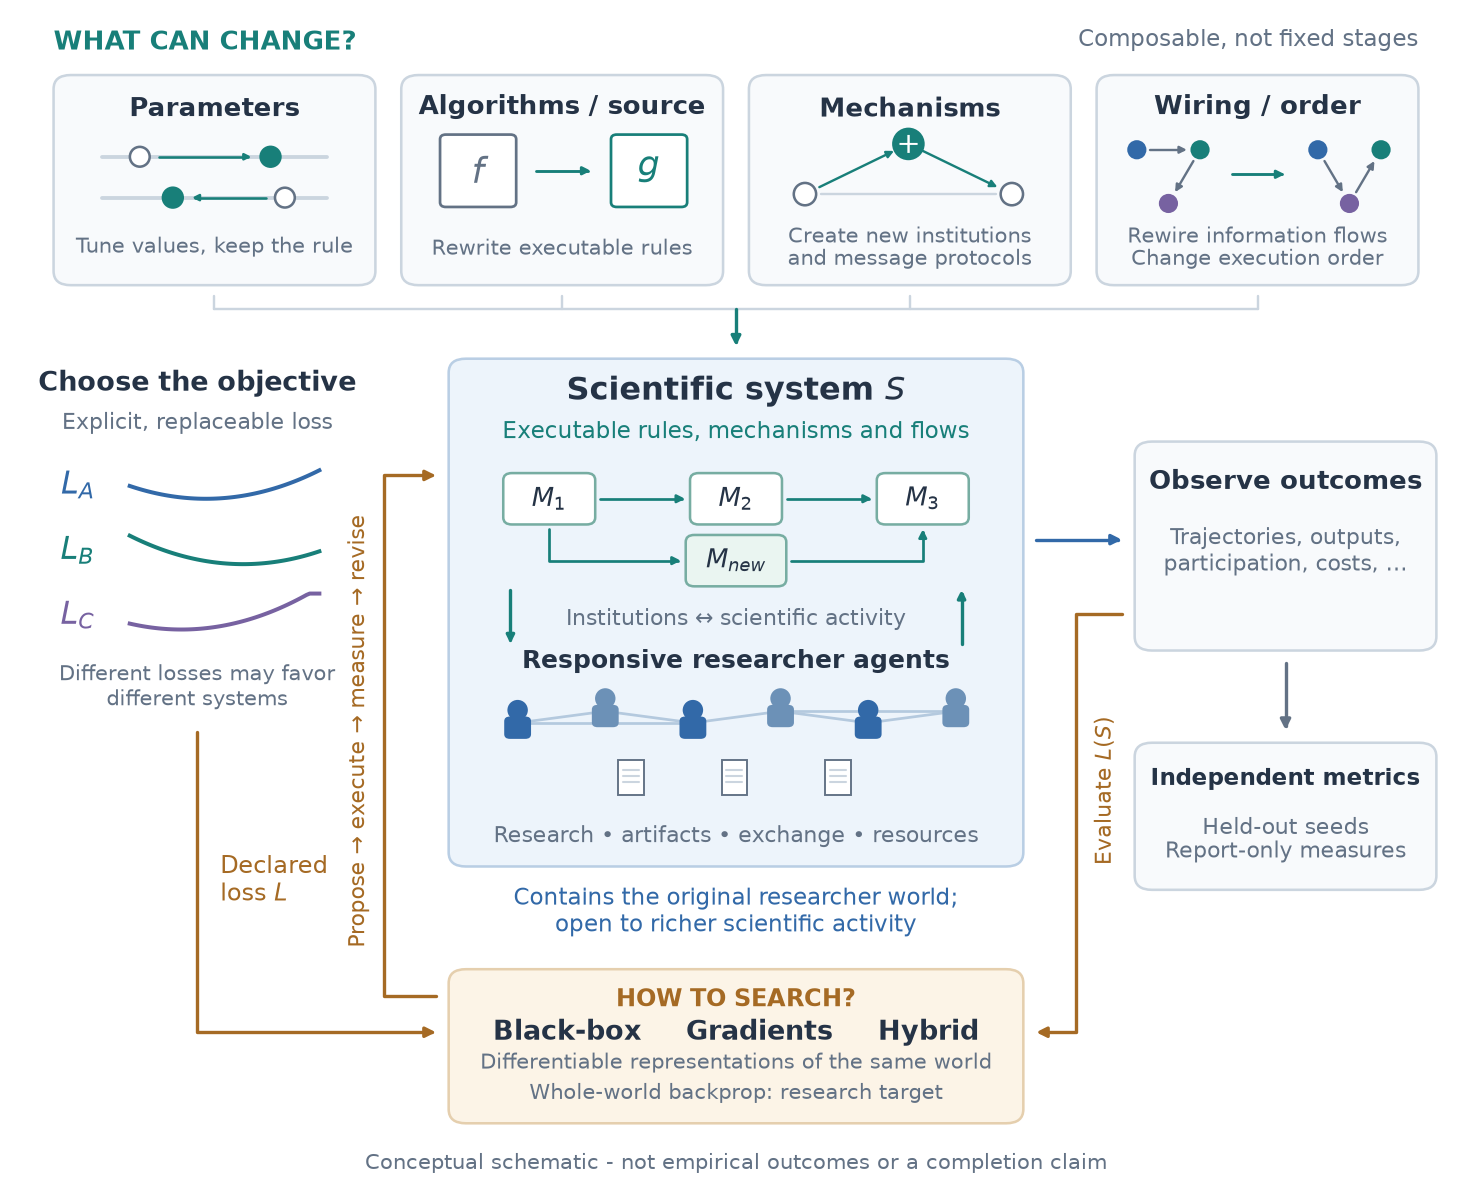 WHAT CAN CHANGE?
Composable, not fixed stages
Parameters
Tune values, keep the rule
Algorithms / source
f
g
Rewrite executable rules
Mechanisms
+
Create new institutions
and message protocols
Wiring / order
Rewire information flows
Change execution order
Choose the objective
Explicit, replaceable loss
L_A
L_B
L_C
Different losses may favor
different systems
Declared
loss L
Propose → execute → measure → revise
Scientific system S
Executable rules, mechanisms and flows
M_1
M_2
M_3
M_new
Institutions ↔ scientific activity
Responsive researcher agents
Research • artifacts • exchange • resources
Contains the original researcher world;
open to richer scientific activity
Observe outcomes
Trajectories, outputs,
participation, costs, ...
Evaluate L(S)
Independent metrics
Held-out seeds
Report-only measures
HOW TO SEARCH?
Black-box Gradients Hybrid
Differentiable representations of the same world
Whole-world backprop: research target
Conceptual schematic - not empirical outcomes or a completion claim